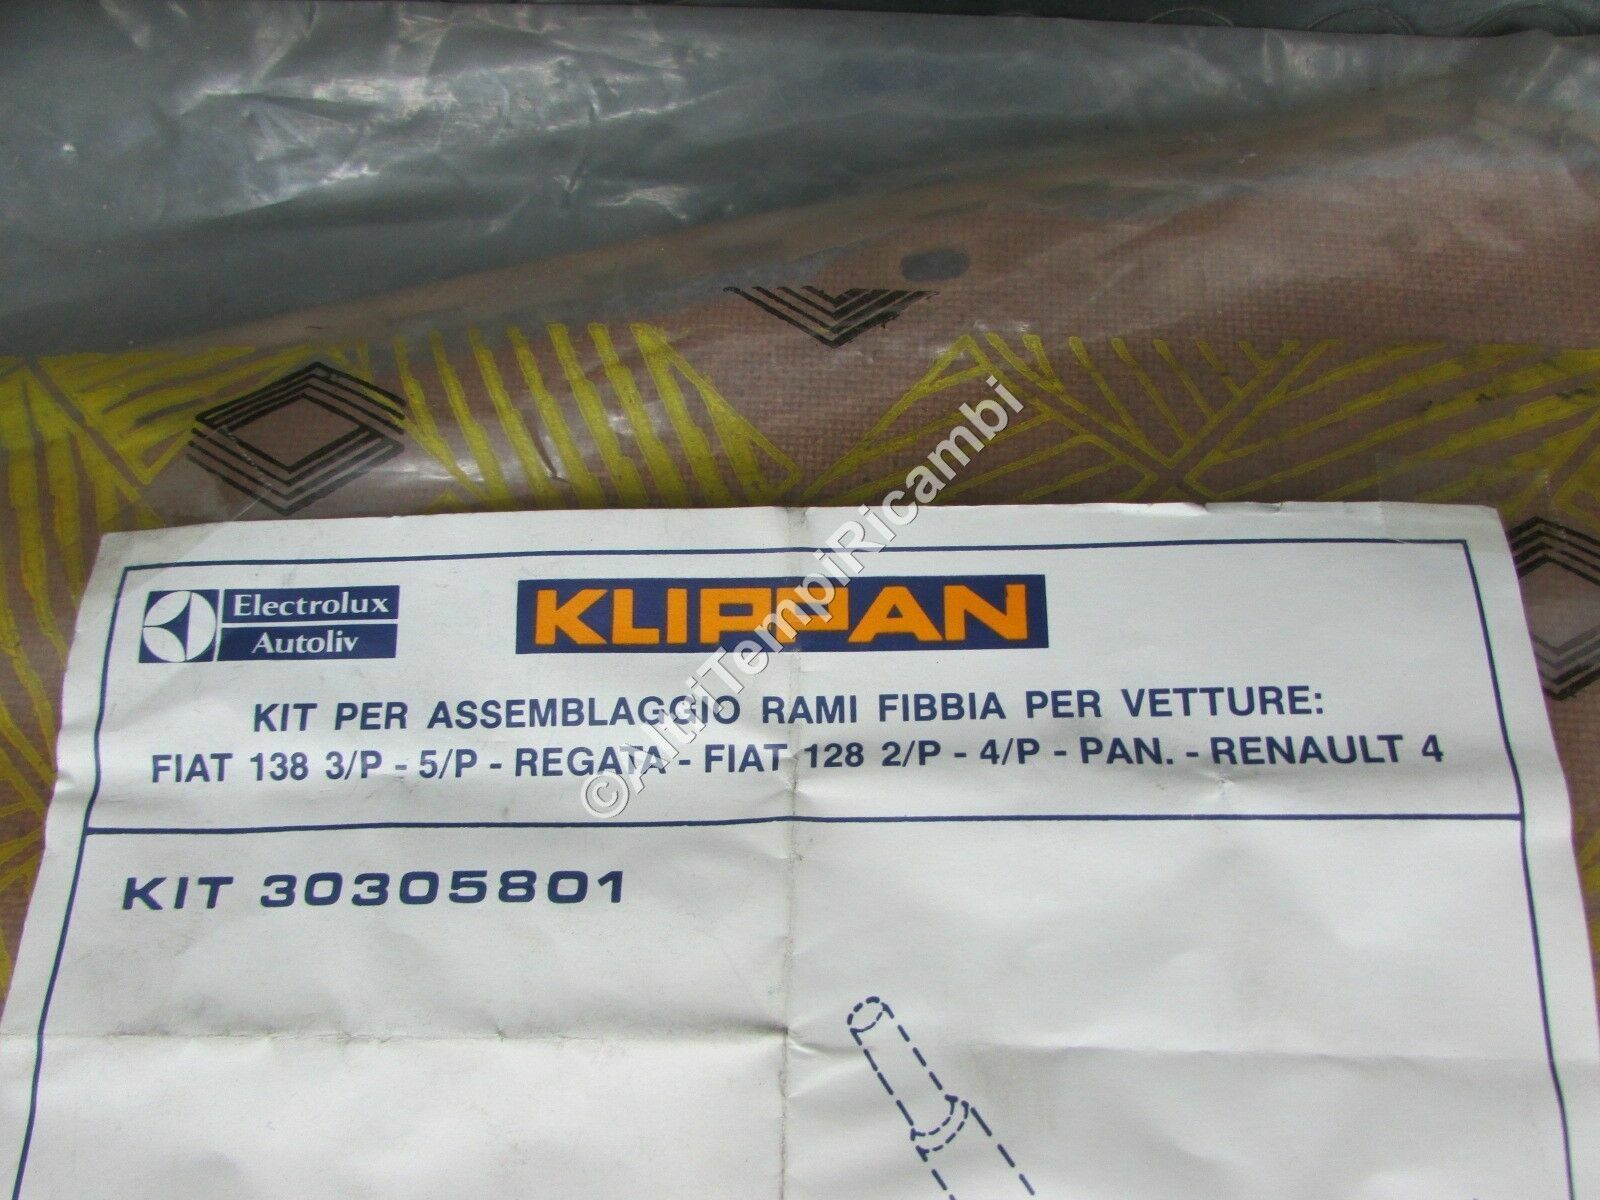 Electrolux
Autoliv
KLIPPAN
KIT PER ASSEMBLAGGIO RAMI FIBBIA PER VETTURE:
FIAT 138 3/P - 5/P - REGATA - FIAT 128 2/P - 4/P - PAN. - RENAULT 4
KIT 30305801
©AltriTempiRicambi